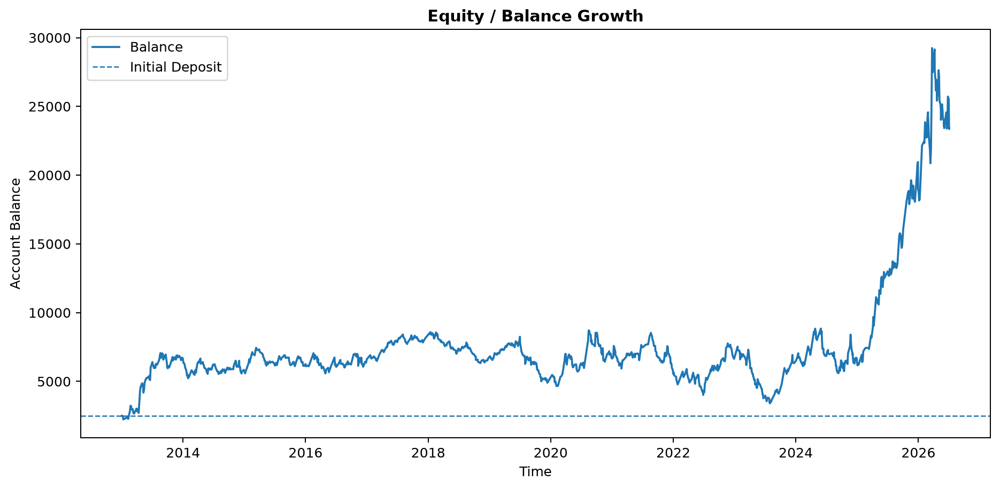 Equity / Balance Growth
Balance
Initial Deposit
30000
25000
20000
15000
10000
5000
Account Balance
2014 2016 2018 2020 2022 2024 2026
Time